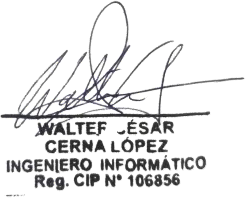 WALTER CÉSAR
CERNA LÓPEZ
INGENIERO INFORMÁTICO
Reg. CIP N° 106856